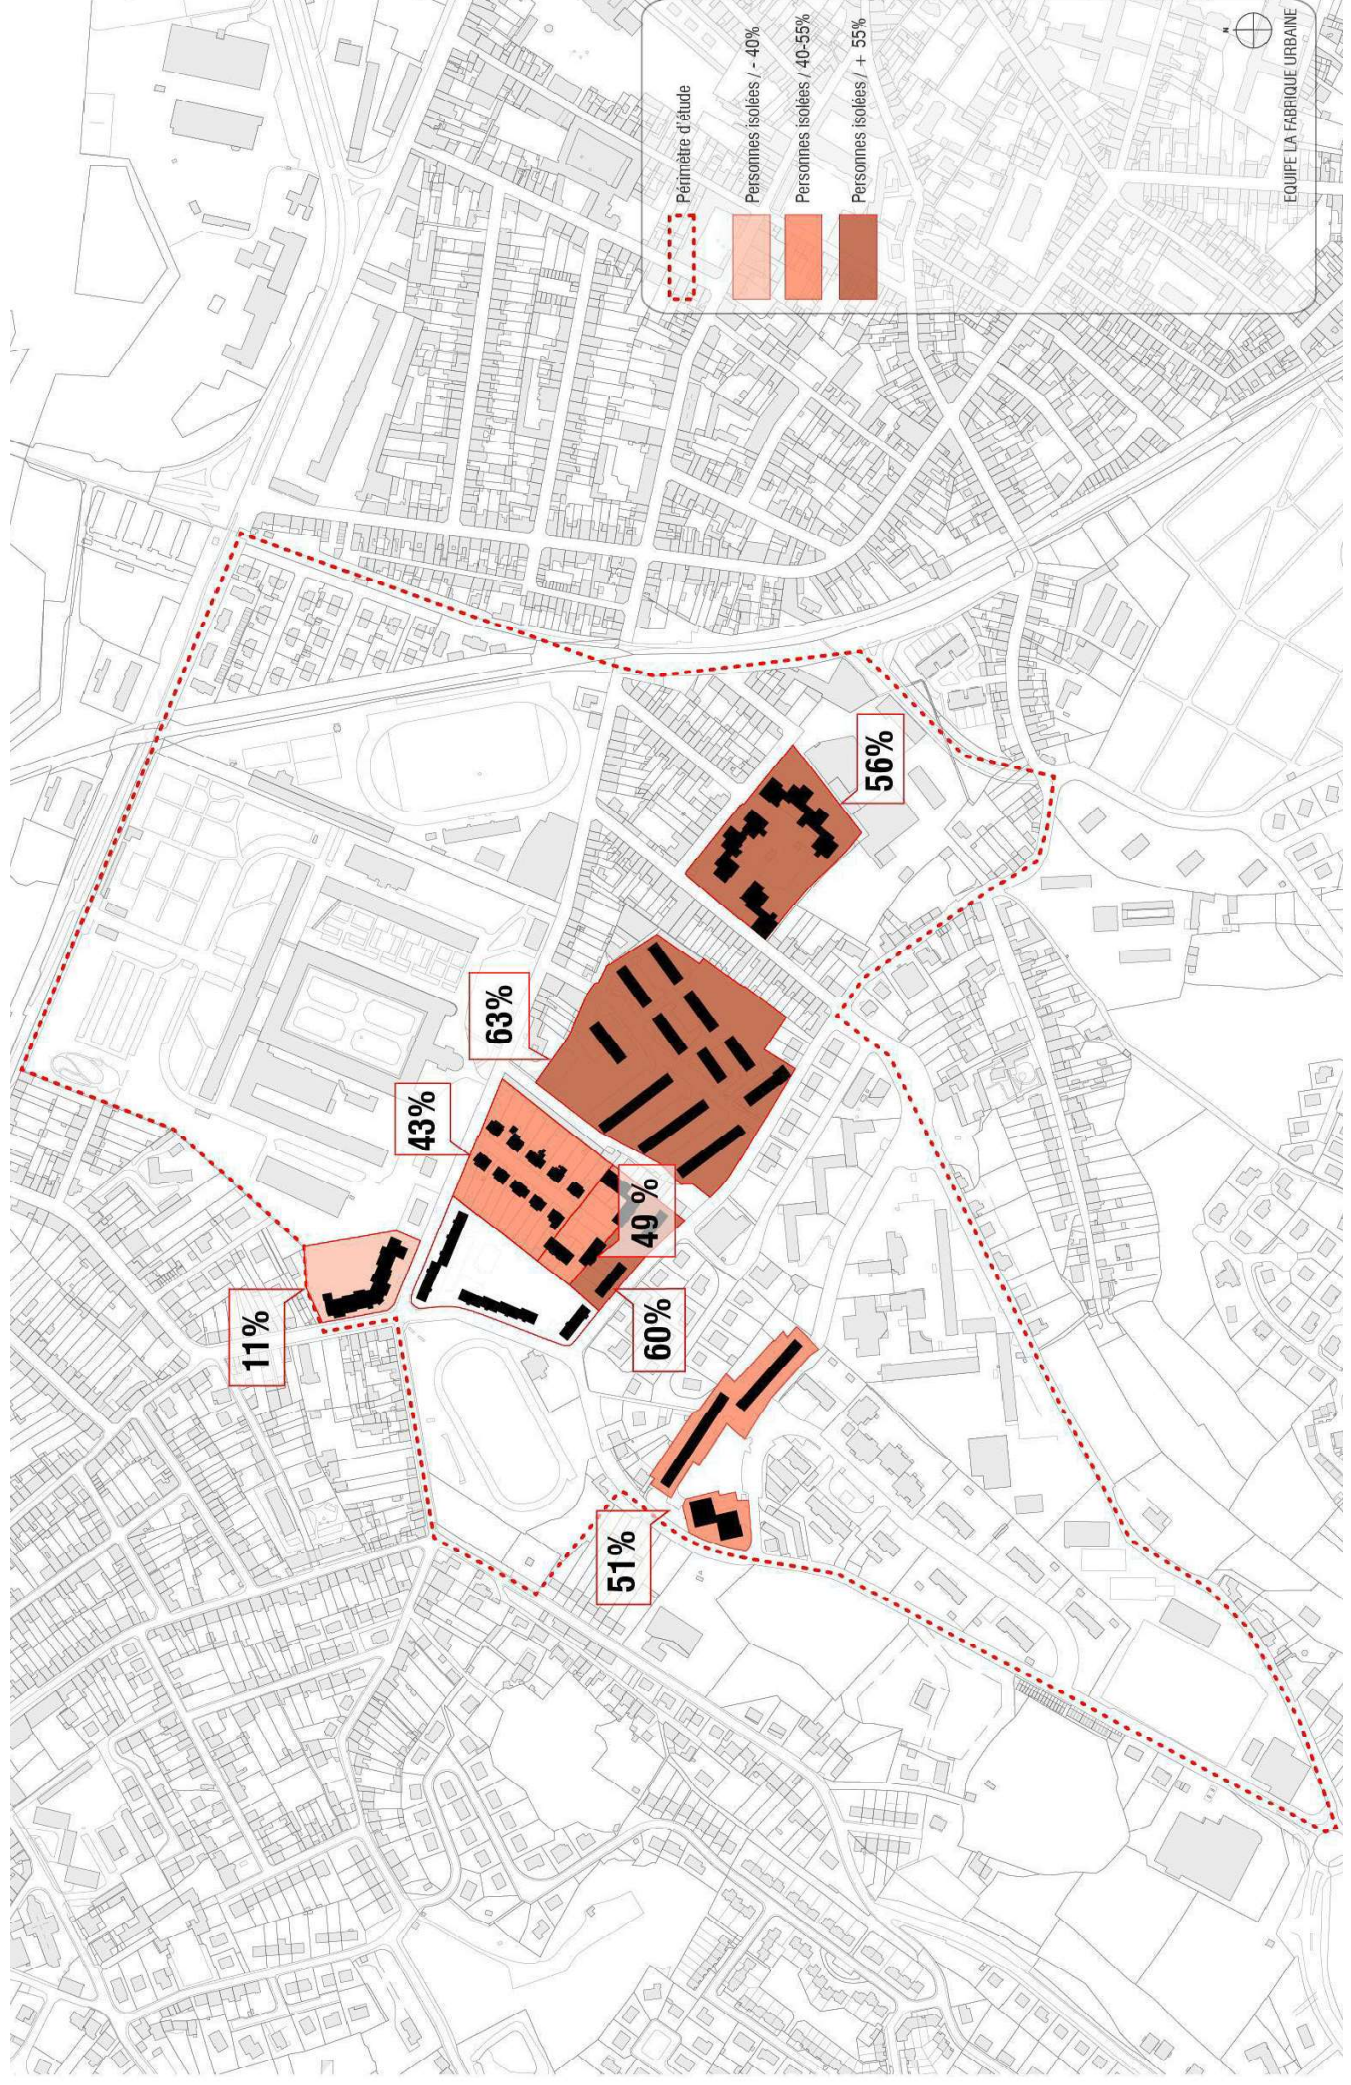 11%
51%
60%
49 %
43%
63%
56%
Périmètre d'étude
Personnes isolées / - 40%
Personnes isolées / 40-55%
Personnes isolées / + 55%
N
EQUIPE LA FABRIQUE URBAINE